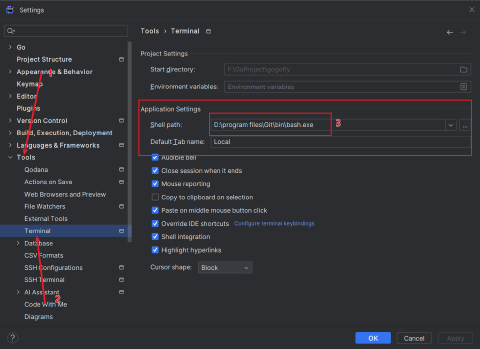 Settings
Go
Project Structure
Appearance & Behavior
Keymap
Editor
Plugins
Version Control
Build, Execution, Deployment
Languages & Frameworks
Tools
Qodana
Actions on Save
Web Browsers and Preview
File Watchers
External Tools
Terminal
Database
CSV Formats
SSH Configurations
SSH Terminal
AI Assistant
Code With Me
Diagrams
1
2
Tools › Terminal
Project Settings
Start directory: F:\GoProject\gogofly
Environment variables: Environment variables
Application Settings
Shell path: D:\program files\Git\bin\bash.exe
3
Default Tab name: Local
Audible bell
Close session when it ends
Mouse reporting
Copy to clipboard on selection
Paste on middle mouse button click
Override IDE shortcuts Configure terminal keybindings
Shell integration
Highlight hyperlinks
Cursor shape: Block
? OK Cancel Apply